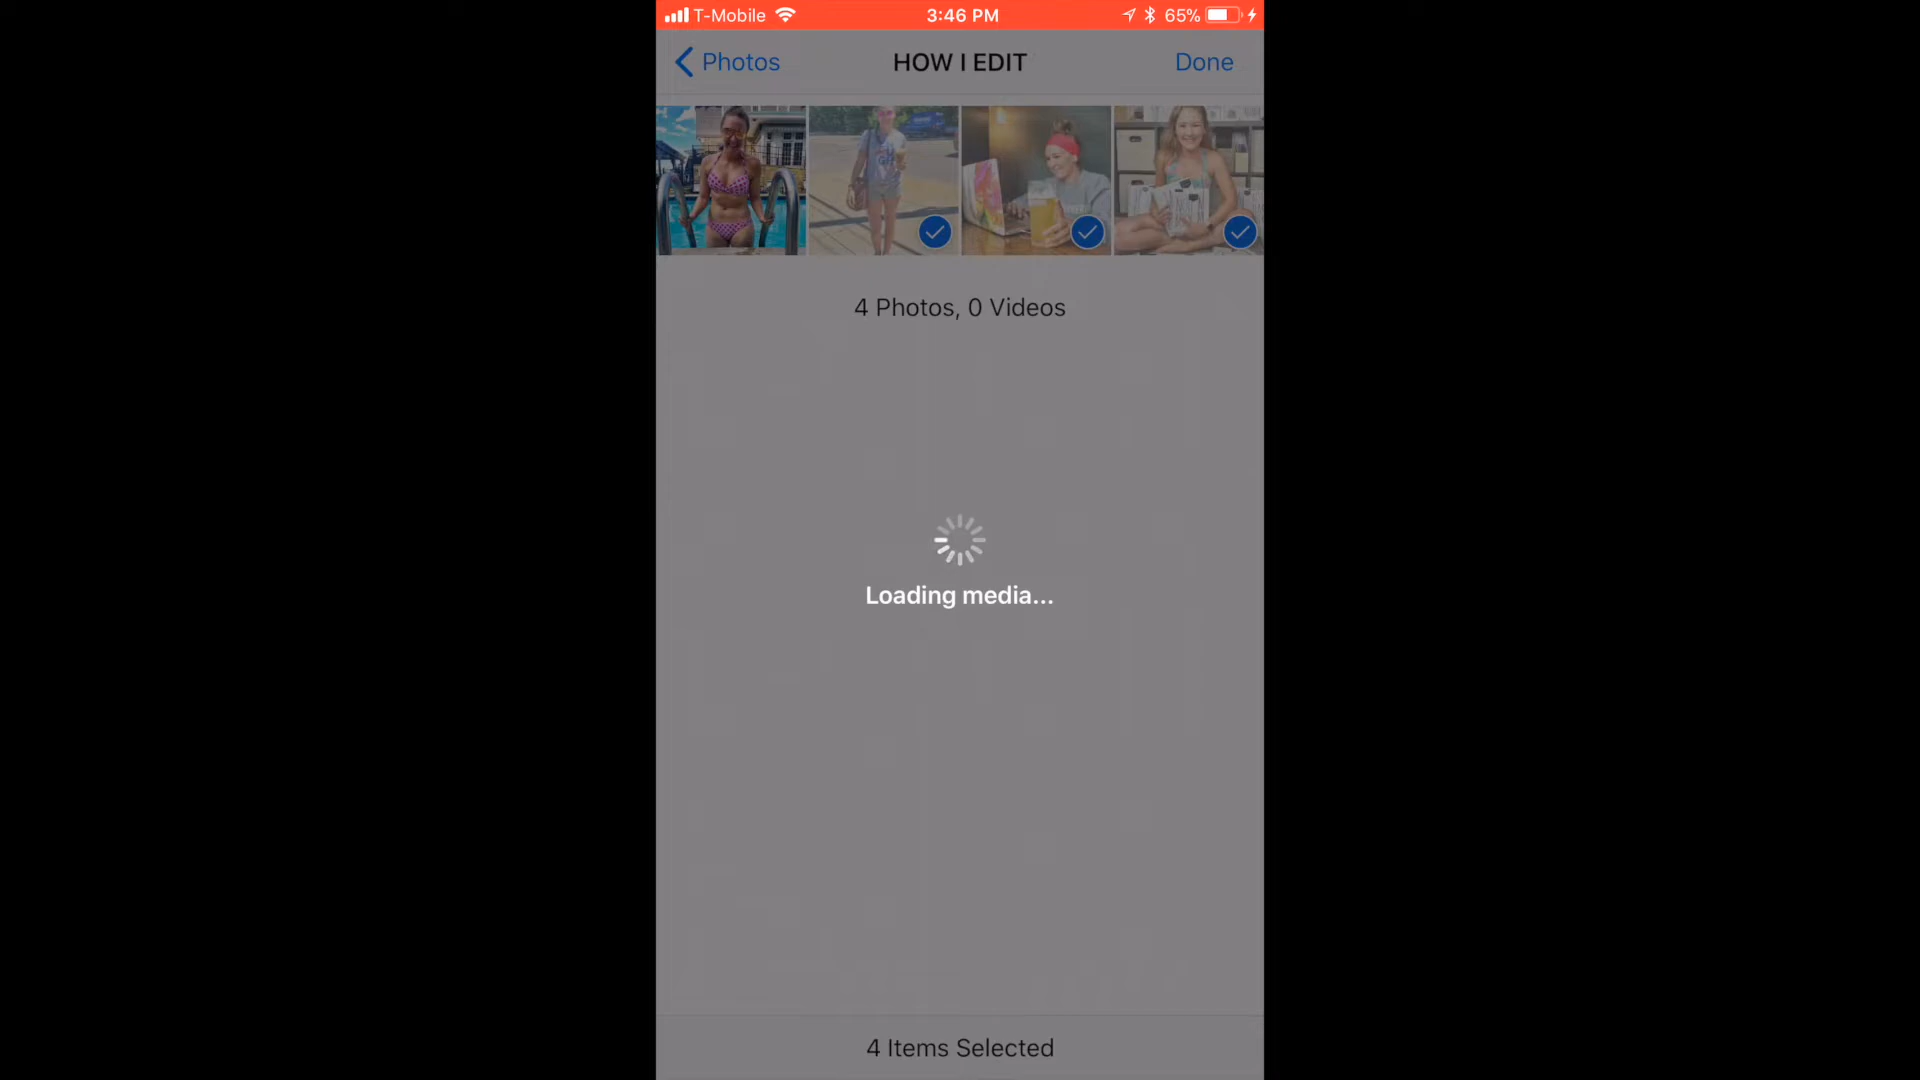 T-Mobile 3:46 PM 65%
Photos HOW I EDIT Done
4 Photos, 0 Videos
Loading media...
4 Items Selected